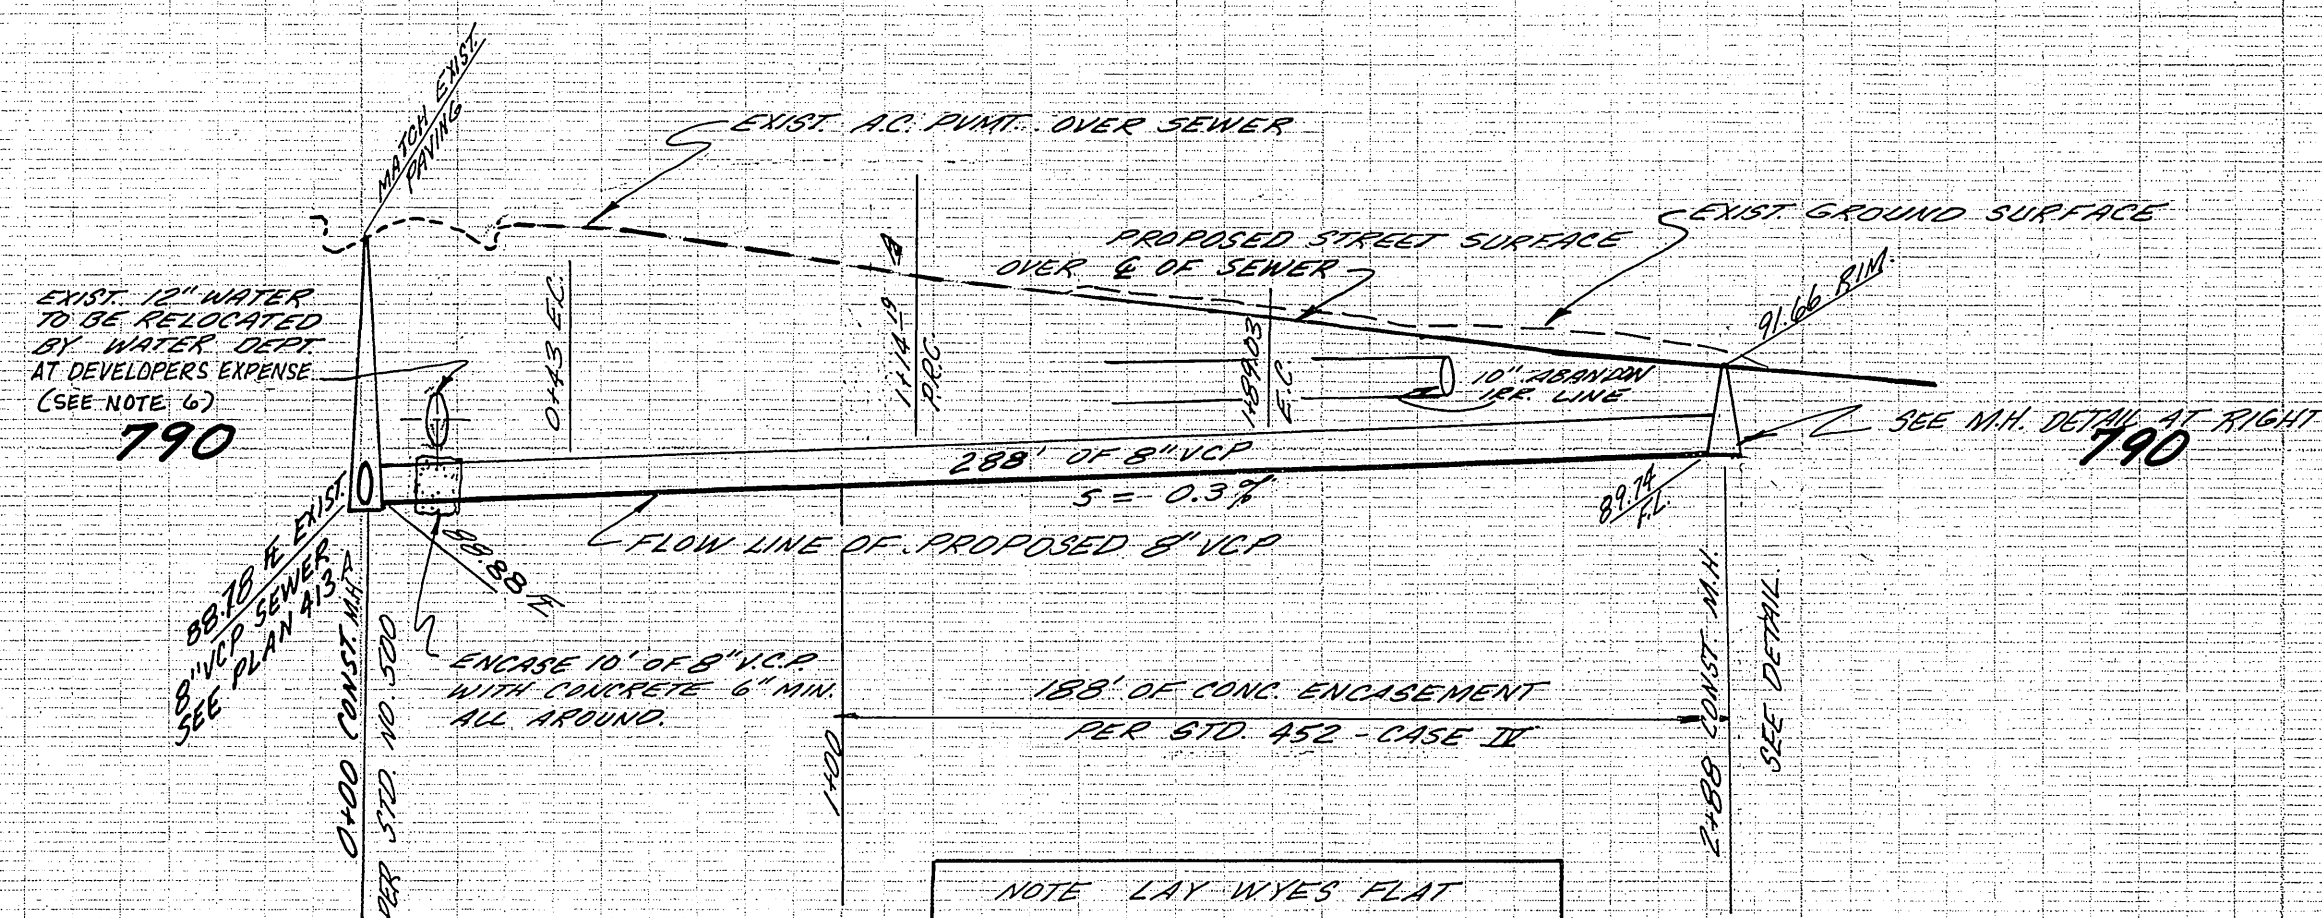 MATCH EXIST.
PAVING
EXIST. A.C. PVMT. OVER SEWER
EXIST. GROUND SURFACE
PROPOSED STREET SURFACE
OVER ℄ OF SEWER
91.66 RIM.
EXIST. 12" WATER
TO BE RELOCATED
BY WATER DEPT.
AT DEVELOPERS EXPENSE
(SEE NOTE 6)
790
0+43 E.C.
P.R.C.
1+89.03
E.C.
10" ABANDON
IRR. LINE
SEE M.H. DETAIL AT RIGHT
790
288' OF 8" VCP
S = 0.3%
89.74
F.L.
FLOW LINE OF PROPOSED 8" VCP
88.88 FL
88.78 FL EXIST.
8" VCP SEWER
SEE PLAN 413 A
0+00 CONST. M.H.
PER STD. NO. 500
ENCASE 10' OF 8" V.C.P.
WITH CONCRETE 6" MIN.
ALL AROUND.
188' OF CONC. ENCASEMENT
PER STD 452 - CASE IV
1+00
2+88 CONST. M.H.
SEE DETAIL.
NOTE LAY WYES FLAT